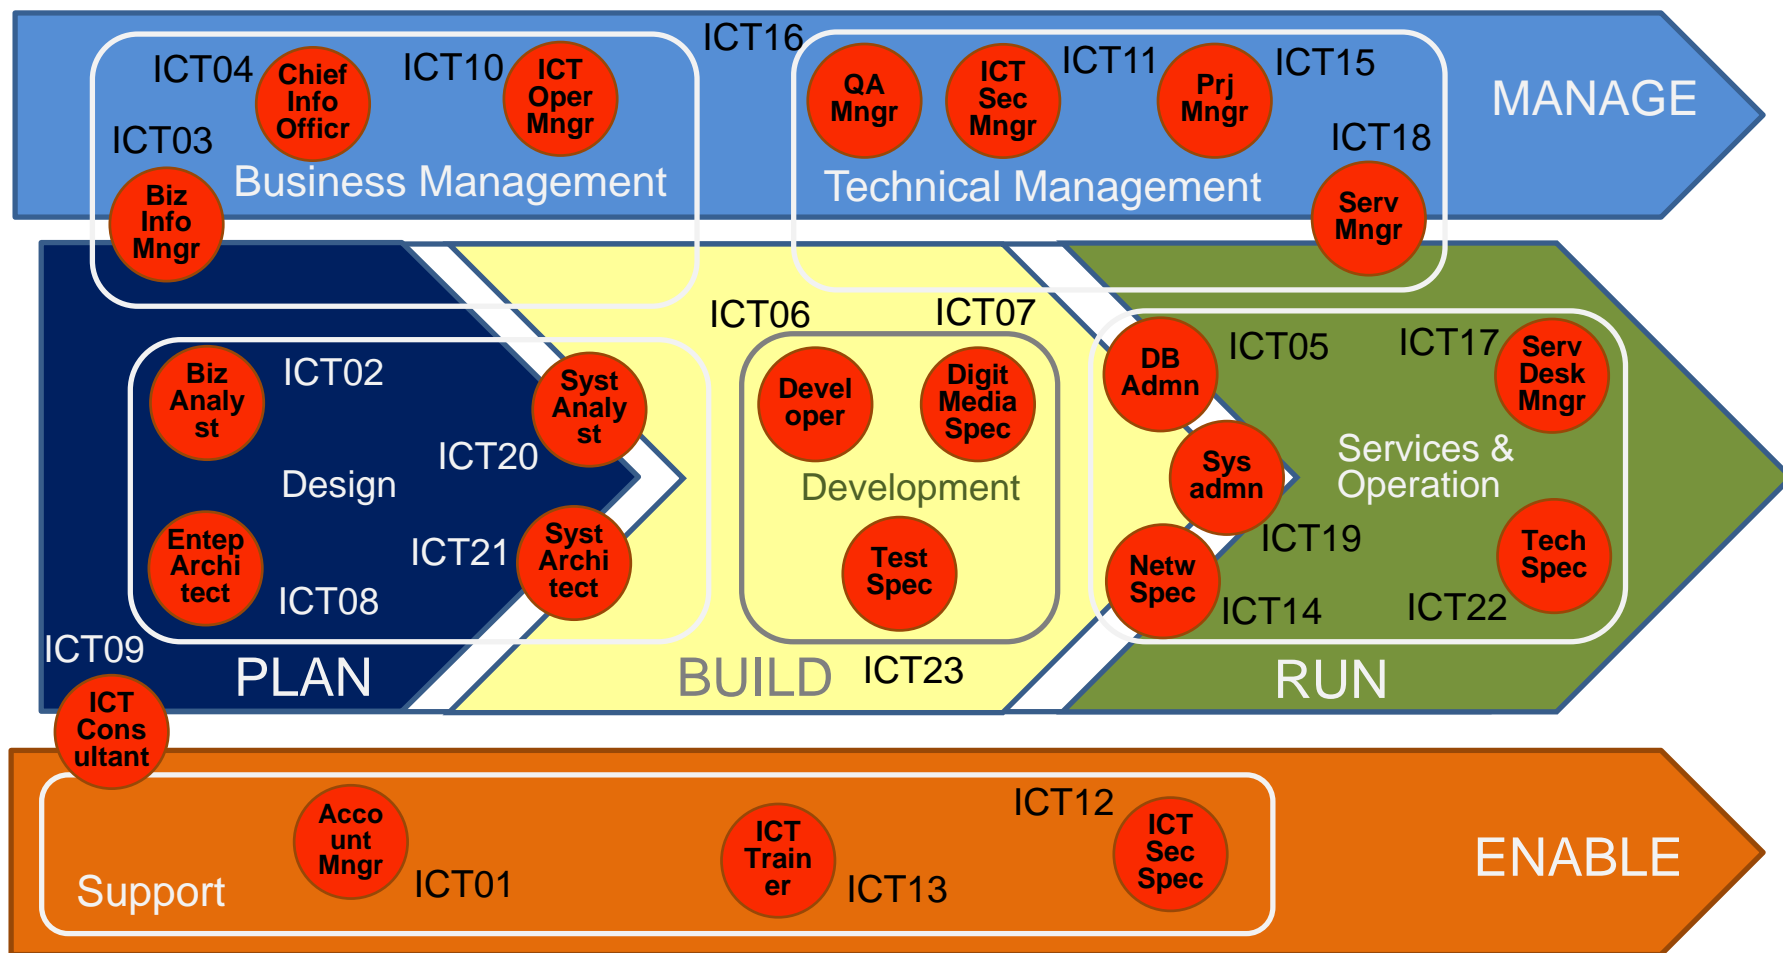 ICT16
ICT04
Chief
Info
Officr
ICT10
ICT
Oper
Mngr
QA
Mngr
ICT
Sec
Mngr
ICT11
Prj
Mngr
ICT15
MANAGE
ICT03
ICT18
Biz
Info
Mngr
Business Management
Technical Management
Serv
Mngr
ICT06
ICT07
Biz
Analy
st
ICT02
Syst
Analy
st
ICT20
Devel
oper
Digit
Media
Spec
DB
Admn
ICT05
ICT17
Serv
Desk
Mngr
Design
Development
Sys
admn
Services &
Operation
Entep
Archi
tect
ICT08
ICT21
Syst
Archi
tect
Test
Spec
Netw
Spec
ICT19
ICT14
Tech
Spec
ICT22
ICT09
PLAN
BUILD
ICT23
RUN
ICT
Cons
ultant
Acco
unt
Mngr
ICT01
ICT
Train
er
ICT13
ICT12
ICT
Sec
Spec
ENABLE
Support